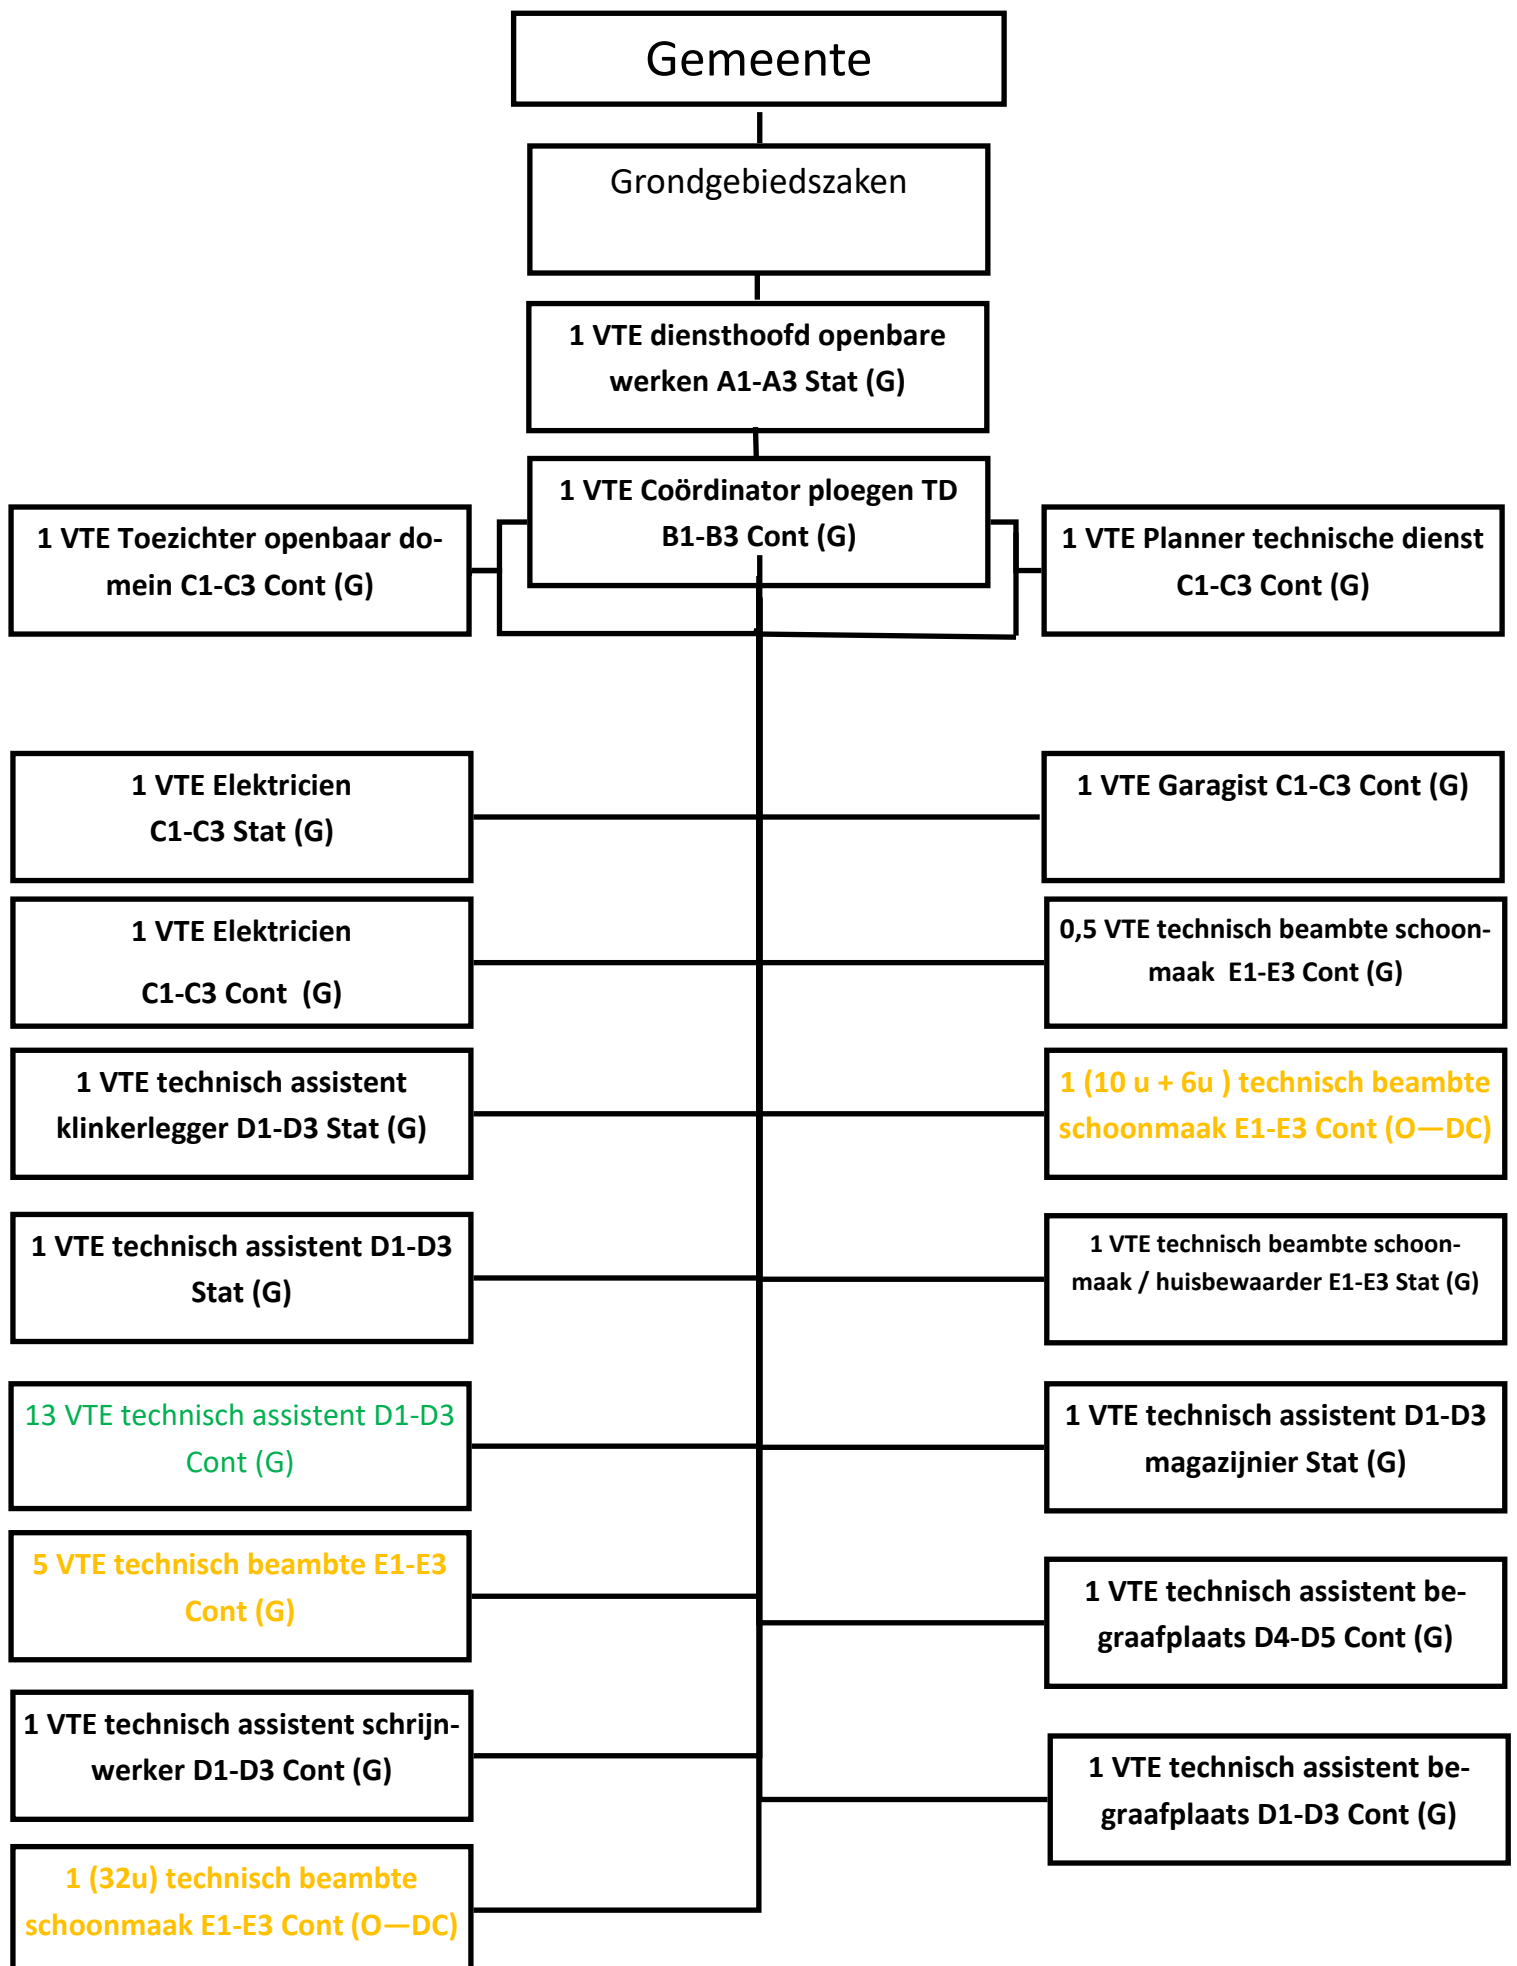 Gemeente
Grondgebiedszaken
1 VTE diensthoofd openbare
werken A1-A3 Stat (G)
1 VTE Coördinator ploegen TD
B1-B3 Cont (G)
1 VTE Toezichter openbaar do-
mein C1-C3 Cont (G)
1 VTE Planner technische dienst
C1-C3 Cont (G)
1 VTE Elektricien
C1-C3 Stat (G)
1 VTE Garagist C1-C3 Cont (G)
1 VTE Elektricien
C1-C3 Cont (G)
0,5 VTE technisch beambte schoon-
maak E1-E3 Cont (G)
1 VTE technisch assistent
klinkerlegger D1-D3 Stat (G)
1 (10 u + 6u ) technisch beambte
schoonmaak E1-E3 Cont (O—DC)
1 VTE technisch assistent D1-D3
Stat (G)
1 VTE technisch beambte schoon-
maak / huisbewaarder E1-E3 Stat (G)
13 VTE technisch assistent D1-D3
Cont (G)
1 VTE technisch assistent D1-D3
magazijnier Stat (G)
5 VTE technisch beambte E1-E3
Cont (G)
1 VTE technisch assistent be-
graafplaats D4-D5 Cont (G)
1 VTE technisch assistent schrijn-
werker D1-D3 Cont (G)
1 VTE technisch assistent be-
graafplaats D1-D3 Cont (G)
1 (32u) technisch beambte
schoonmaak E1-E3 Cont (O—DC)